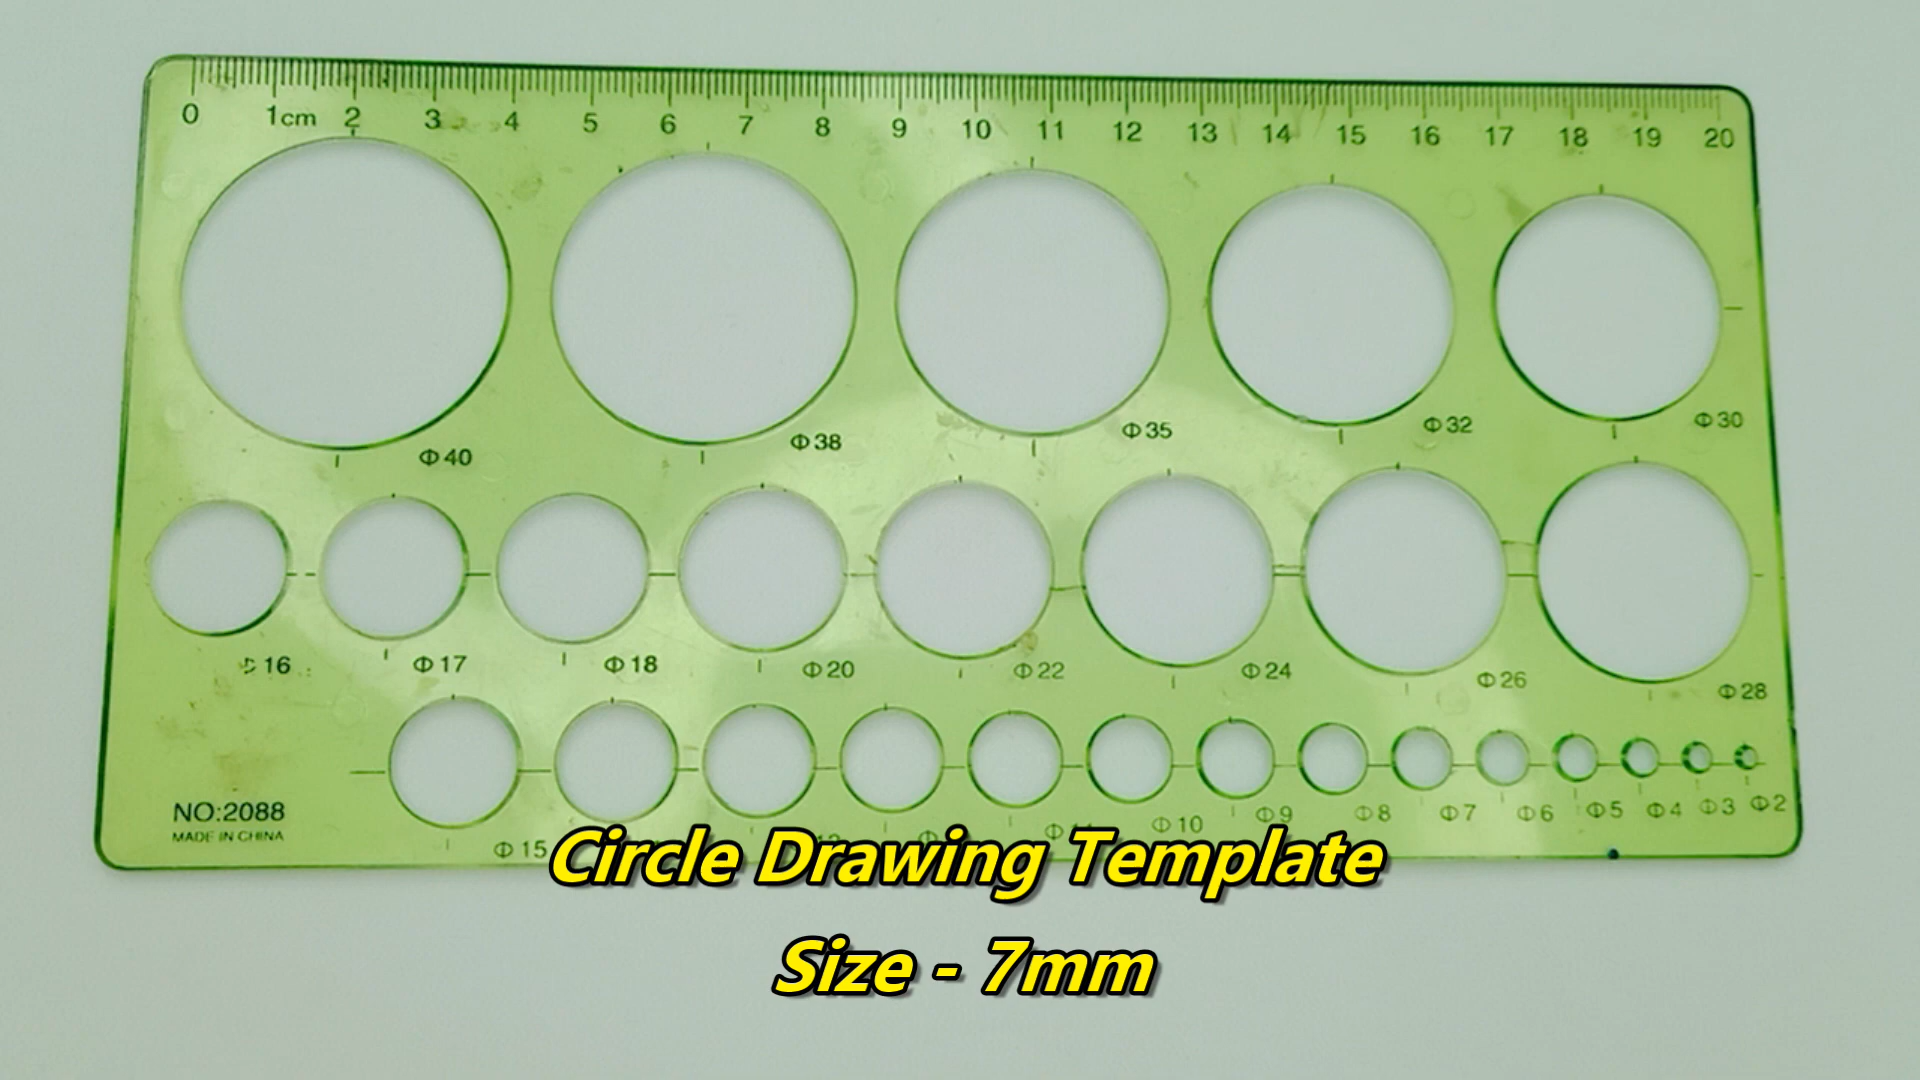 0 1cm 2 3 4 5 6 7 8 9 10 11 12 13 14 15 16 17 18 19 20
Φ40 Φ38 Φ35 Φ32 Φ30
16 Φ17 Φ18 Φ20 Φ22 Φ24 Φ26 Φ28
Φ15 Φ10 Φ9 Φ8 Φ7 Φ6 Φ5 Φ4 Φ3 Φ2
NO:2088
MADE IN CHINA
Circle Drawing Template
Size - 7mm